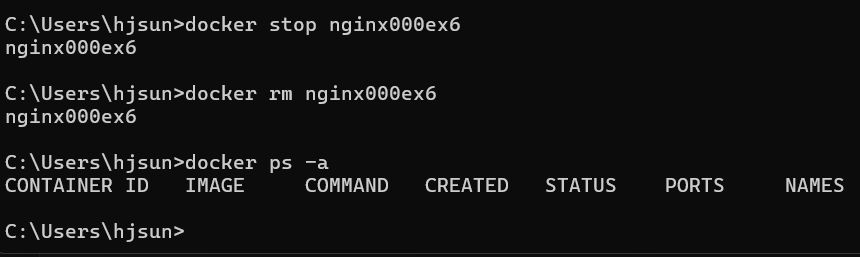 C:\Users\hjsun>docker stop nginx000ex6
nginx000ex6
C:\Users\hjsun>docker rm nginx000ex6
nginx000ex6
C:\Users\hjsun>docker ps -a
CONTAINER ID   IMAGE     COMMAND   CREATED   STATUS    PORTS     NAMES
C:\Users\hjsun>